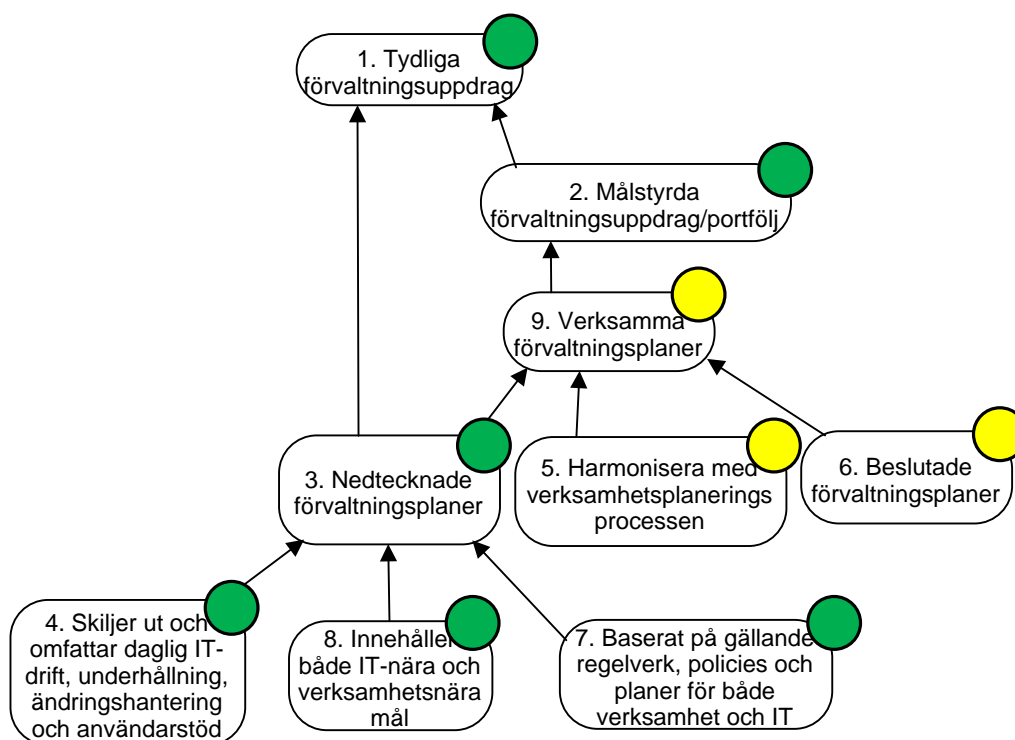 1. Tydliga
förvaltningsuppdrag
2. Målstyrda
förvaltningsuppdrag/portfölj
9. Verksamma
förvaltningsplaner
3. Nedtecknade
förvaltningsplaner
5. Harmonisera med
verksamhetsplanerings
processen
6. Beslutade
förvaltningsplaner
4. Skiljer ut och
omfattar daglig IT-
drift, underhållning,
ändringshantering
och användarstöd
8. Innehåller
både IT-nära och
verksamhetsnära
mål
7. Baserat på gällande
regelverk, policies och
planer för både
verksamhet och IT